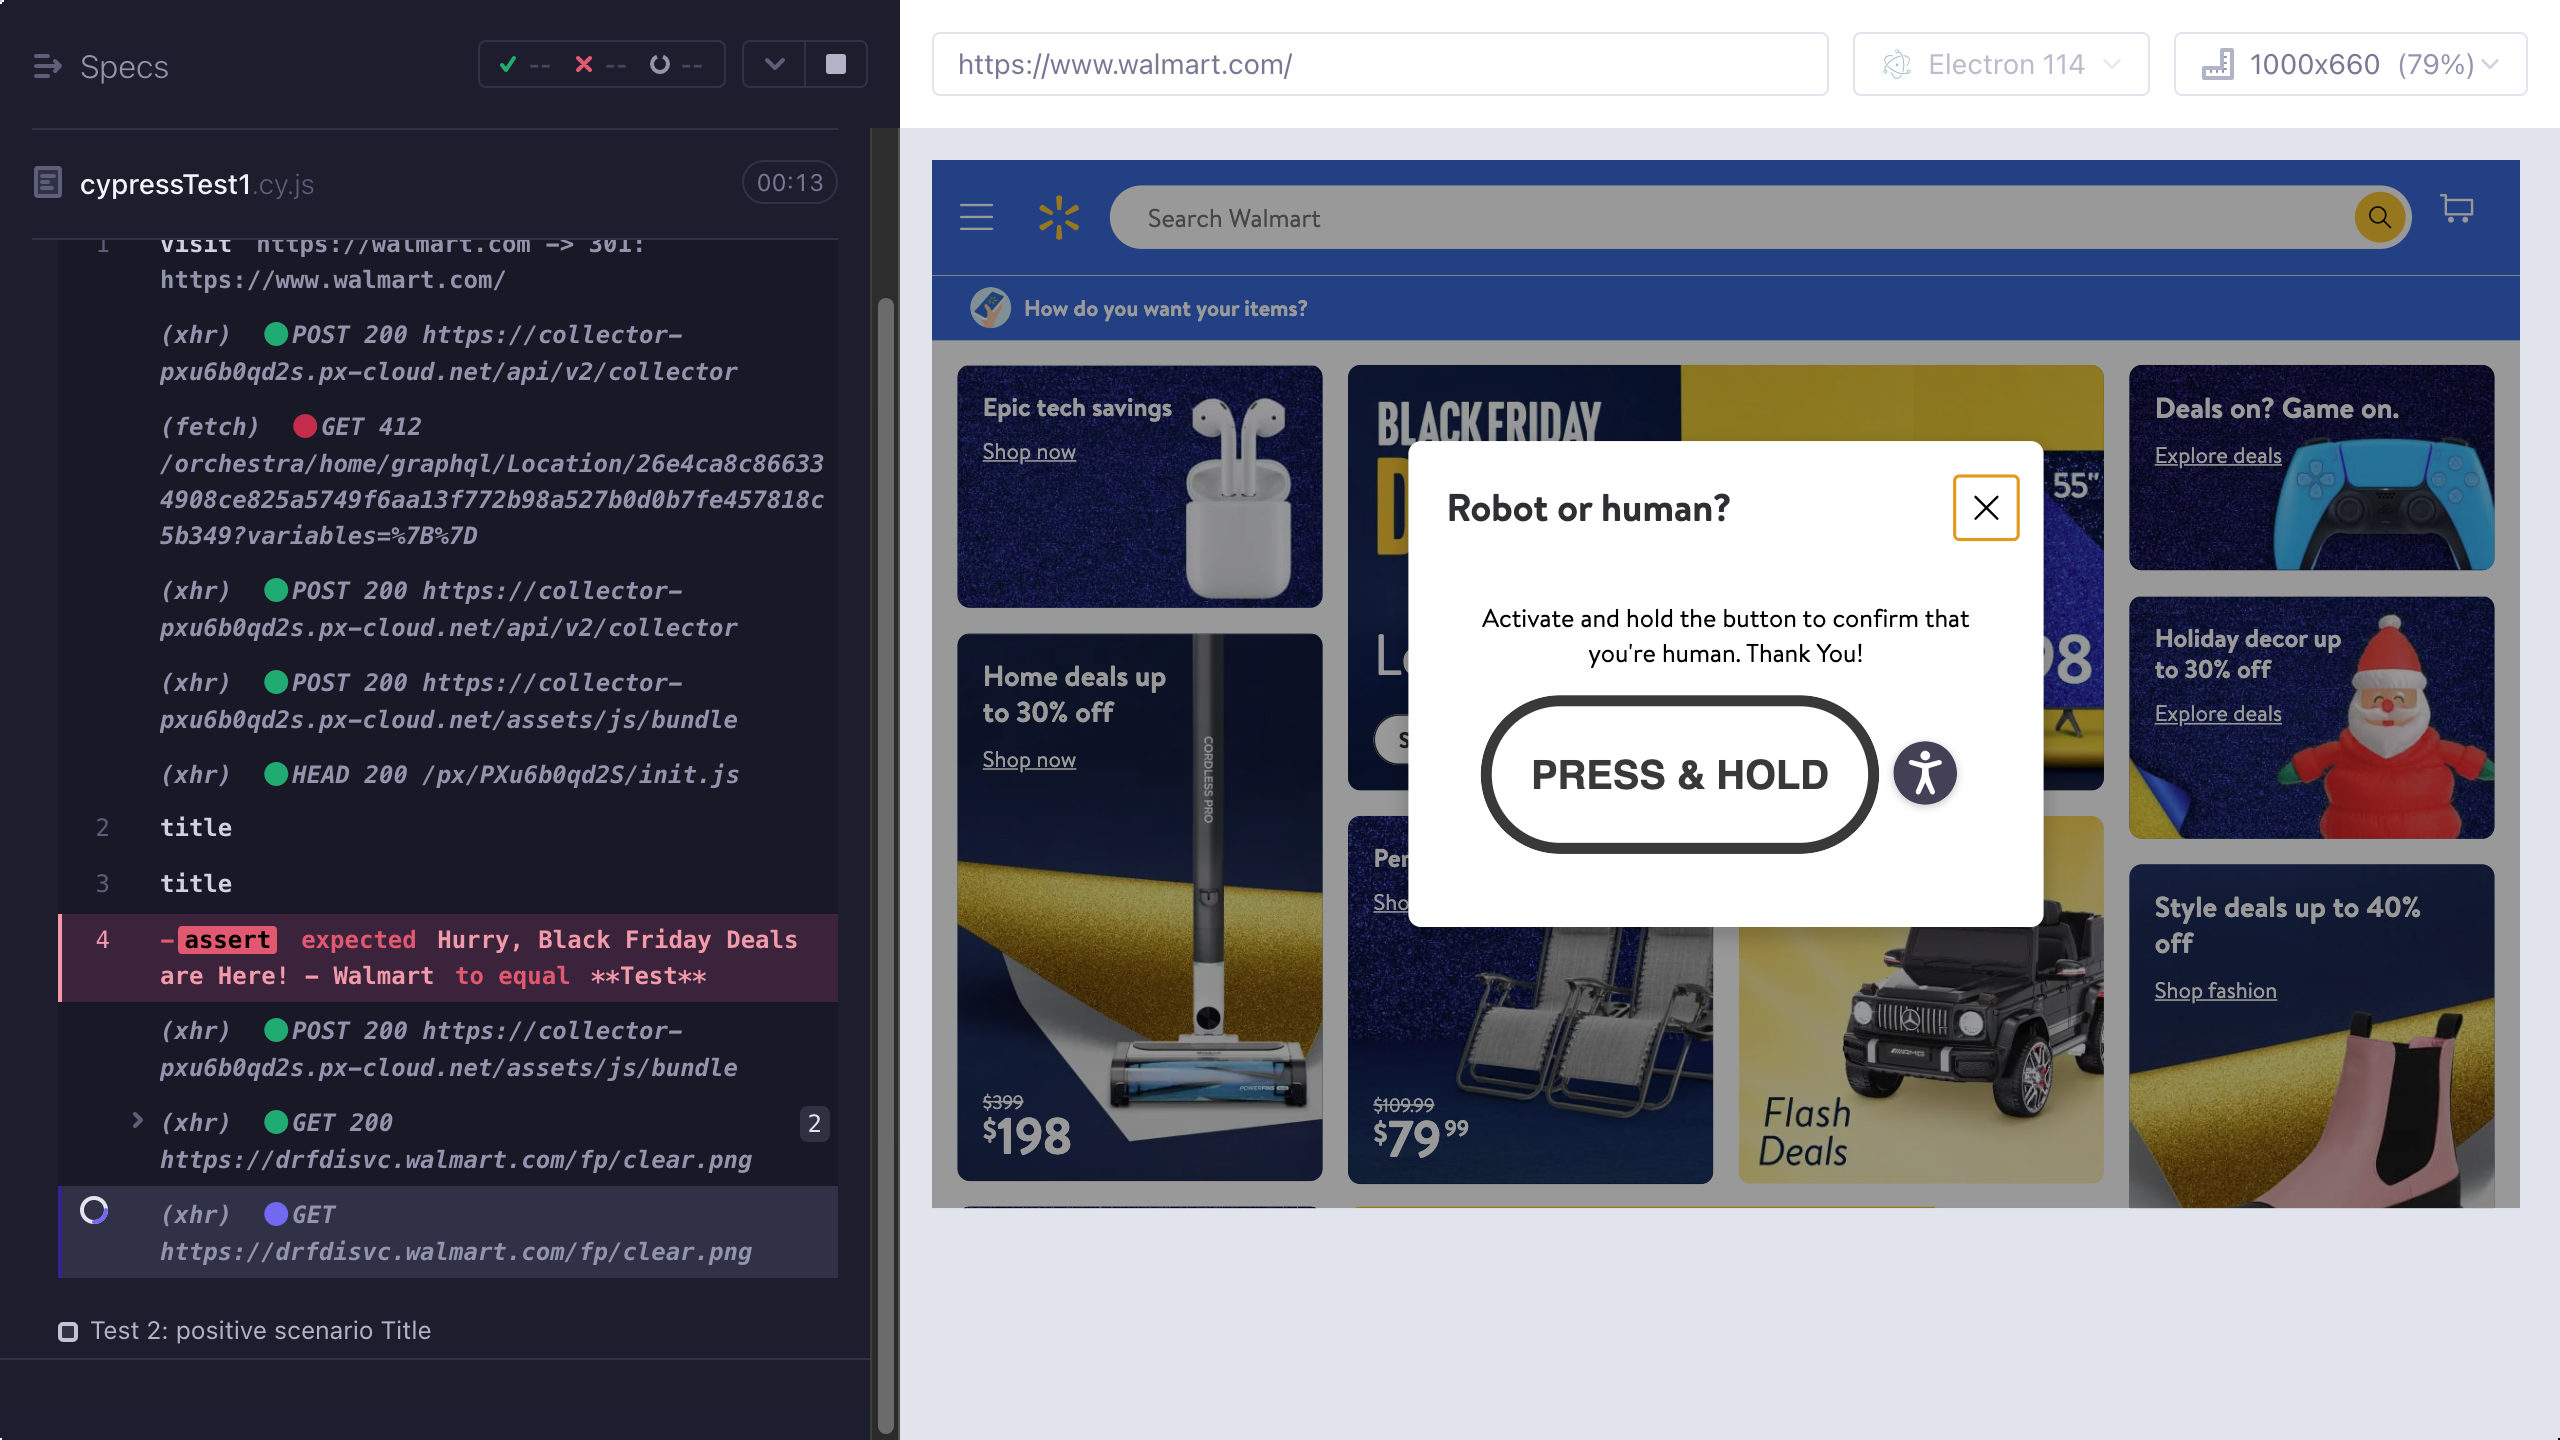 Specs
--
--
--
https://www.walmart.com/
Electron 114
1000x660 (79%)
cypressTest1.cy.js
00:13
1 visit https://walmart.com -> 301:
https://www.walmart.com/
(xhr) POST 200 https://collector-
pxu6b0qd2s.px-cloud.net/api/v2/collector
(fetch) GET 412
/orchestra/home/graphql/Location/26e4ca8c86633
4908ce825a5749f6aa13f772b98a527b0d0b7fe457818c
5b349?variables=%7B%7D
(xhr) POST 200 https://collector-
pxu6b0qd2s.px-cloud.net/api/v2/collector
(xhr) POST 200 https://collector-
pxu6b0qd2s.px-cloud.net/assets/js/bundle
(xhr) HEAD 200 /px/PXu6b0qd2S/init.js
2 title
3 title
4 -assert expected Hurry, Black Friday Deals
are Here! - Walmart to equal **Test**
(xhr) POST 200 https://collector-
pxu6b0qd2s.px-cloud.net/assets/js/bundle
(xhr) GET 200
2
https://drfdisvc.walmart.com/fp/clear.png
(xhr) GET
https://drfdisvc.walmart.com/fp/clear.png
Test 2: positive scenario Title
Search Walmart
How do you want your items?
Epic tech savings
Shop now
BLACK FRIDAY
D
55"
98
Deals on? Game on.
Explore deals
Robot or human?
Activate and hold the button to confirm that
you're human. Thank You!
PRESS & HOLD
Holiday decor up
to 30% off
Explore deals
Home deals up
to 30% off
Shop now
CORDLESS PRO
$399
$198
Per
Sho
$109.99
$79.99
Flash
Deals
AMG
Style deals up to 40%
off
Shop fashion